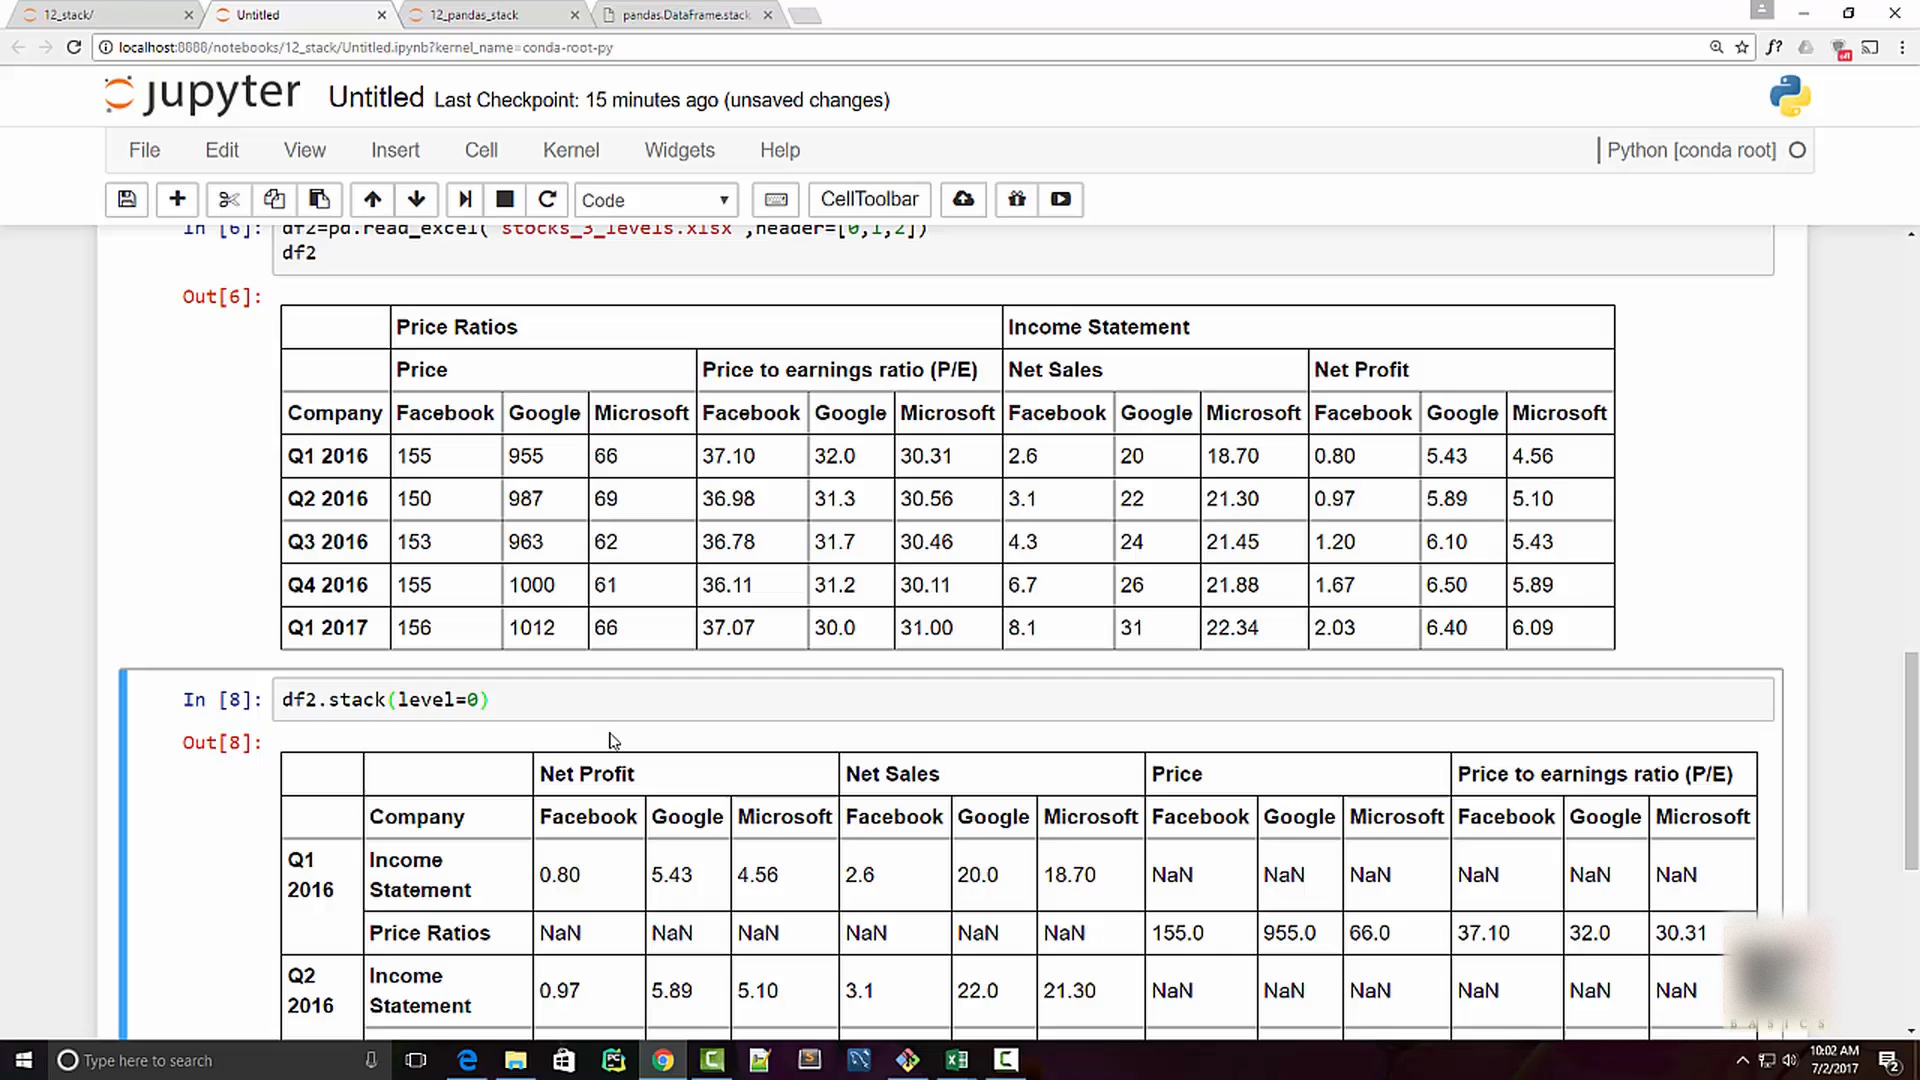 12_stack/
Untitled
12_pandas_stack
pandas.DataFrame.stack
localhost:8888/notebooks/12_stack/Untitled.ipynb?kernel_name=conda-root-py
f?
off
jupyter Untitled Last Checkpoint: 15 minutes ago (unsaved changes)
File Edit View Insert Cell Kernel Widgets Help
Python [conda root]
Code
CellToolbar
In [6]: df2=pd.read_excel("stocks_3_levels.xlsx",header=[0,1,2])
df2
Out[6]:
Price Ratios Income Statement
Price Price to earnings ratio (P/E) Net Sales Net Profit
Company Facebook Google Microsoft Facebook Google Microsoft Facebook Google Microsoft Facebook Google Microsoft
Q1 2016 155 955 66 37.10 32.0 30.31 2.6 20 18.70 0.80 5.43 4.56
Q2 2016 150 987 69 36.98 31.3 30.56 3.1 22 21.30 0.97 5.89 5.10
Q3 2016 153 963 62 36.78 31.7 30.46 4.3 24 21.45 1.20 6.10 5.43
Q4 2016 155 1000 61 36.11 31.2 30.11 6.7 26 21.88 1.67 6.50 5.89
Q1 2017 156 1012 66 37.07 30.0 31.00 8.1 31 22.34 2.03 6.40 6.09
In [8]: df2.stack(level=0)
Out[8]:
Net Profit Net Sales Price Price to earnings ratio (P/E)
Company Facebook Google Microsoft Facebook Google Microsoft Facebook Google Microsoft Facebook Google Microsoft
Q1 2016 Income Statement 0.80 5.43 4.56 2.6 20.0 18.70 NaN NaN NaN NaN NaN NaN
Price Ratios NaN NaN NaN NaN NaN NaN 155.0 955.0 66.0 37.10 32.0 30.31
Q2 2016 Income Statement 0.97 5.89 5.10 3.1 22.0 21.30 NaN NaN NaN NaN NaN NaN
BASICS
Type here to search
10:02 AM
7/2/2017
2